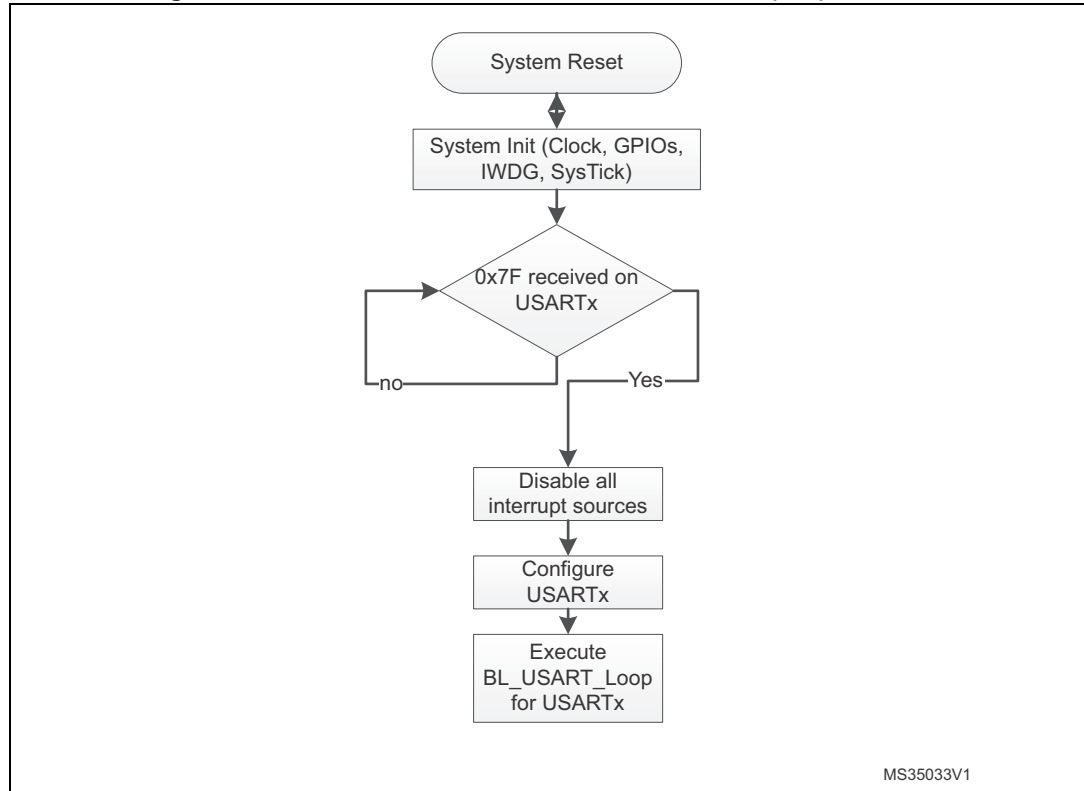 System Reset
System Init (Clock, GPIOs,
IWDG, SysTick)
0x7F received on
USARTx
no
Yes
Disable all
interrupt sources
Configure
USARTx
Execute
BL_USART_Loop
for USARTx
MS35033V1